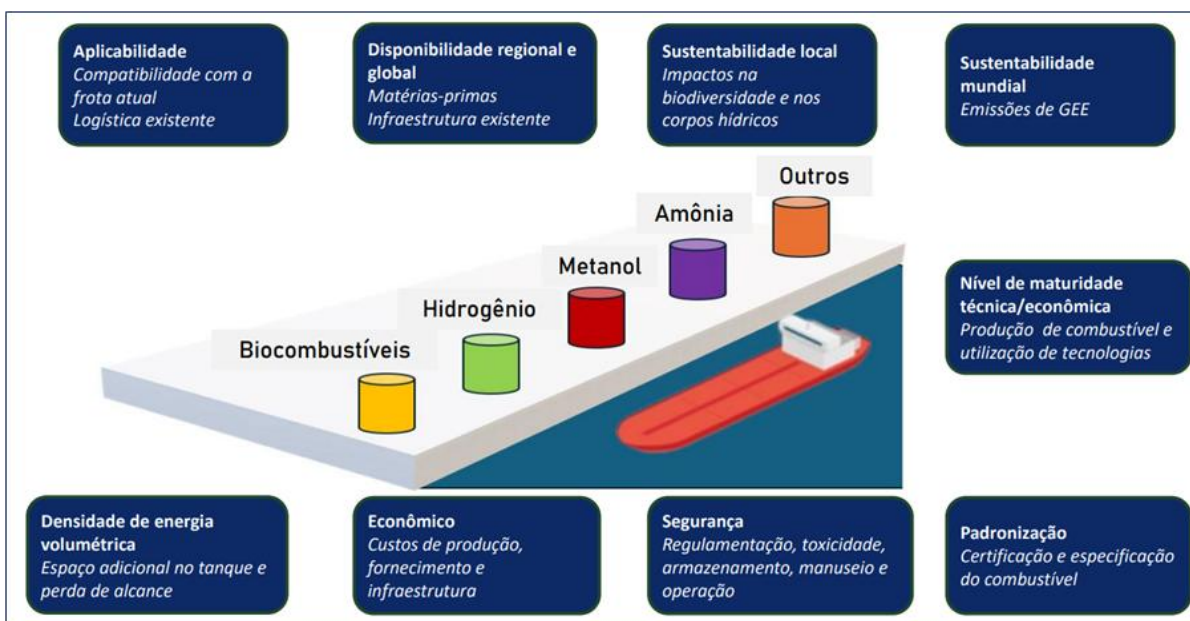 Aplicabilidade
Compatibilidade com a
frota atual
Logística existente
Disponibilidade regional e
global
Matérias-primas
Infraestrutura existente
Sustentabilidade local
Impactos na
biodiversidade e nos
corpos hídricos
Sustentabilidade
mundial
Emissões de GEE
Outros
Amônia
Metanol
Hidrogênio
Biocombustíveis
Nível de maturidade
técnica/econômica
Produção de combustível e
utilização de tecnologias
Densidade de energia
volumétrica
Espaço adicional no tanque e
perda de alcance
Econômico
Custos de produção,
fornecimento e
infraestrutura
Segurança
Regulamentação, toxicidade,
armazenamento, manuseio e
operação
Padronização
Certificação e especificação
do combustível